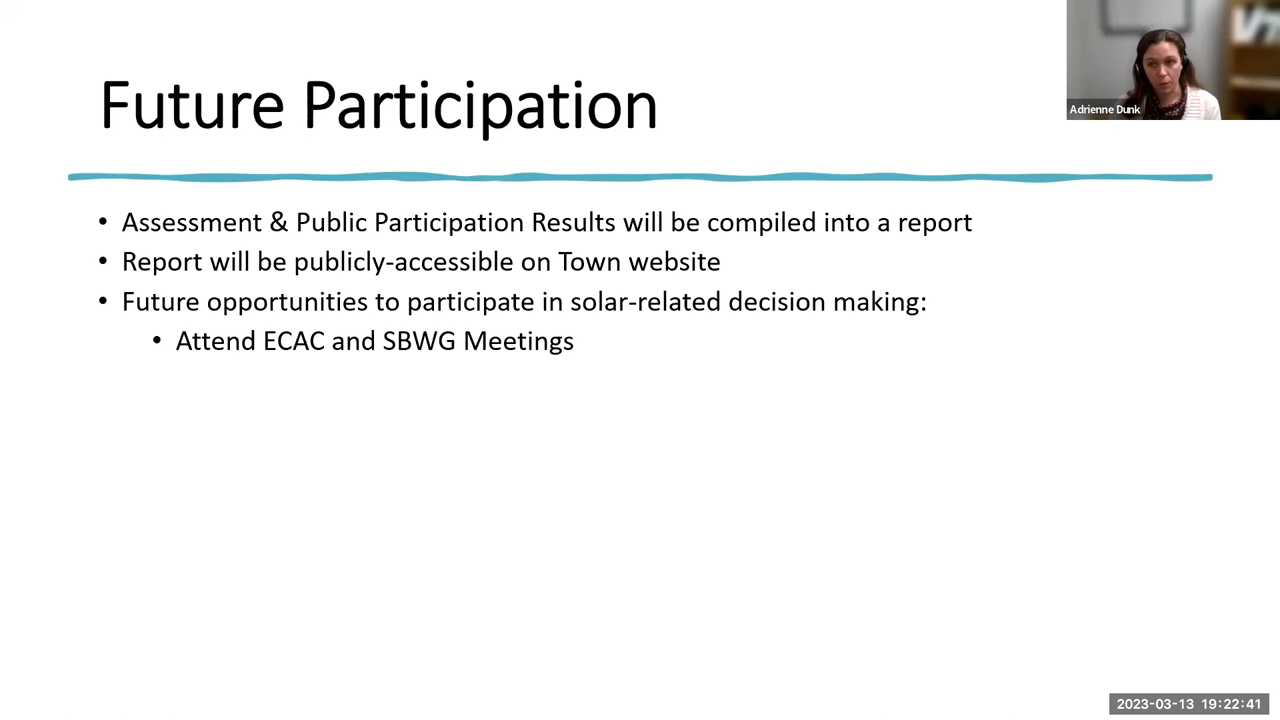 Future Participation
Adrienne Dunk
• Assessment & Public Participation Results will be compiled into a report
• Report will be publicly-accessible on Town website
• Future opportunities to participate in solar-related decision making:
• Attend ECAC and SBWG Meetings
2023-03-13 19:22:41